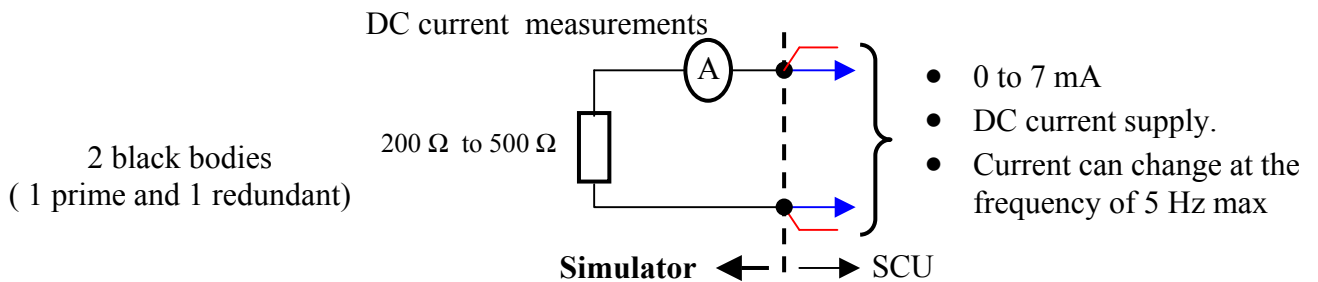 DC current measurements
A
200 Ω to 500 Ω
2 black bodies
( 1 prime and 1 redundant)
● 0 to 7 mA
● DC current supply.
● Current can change at the
frequency of 5 Hz max
Simulator
SCU